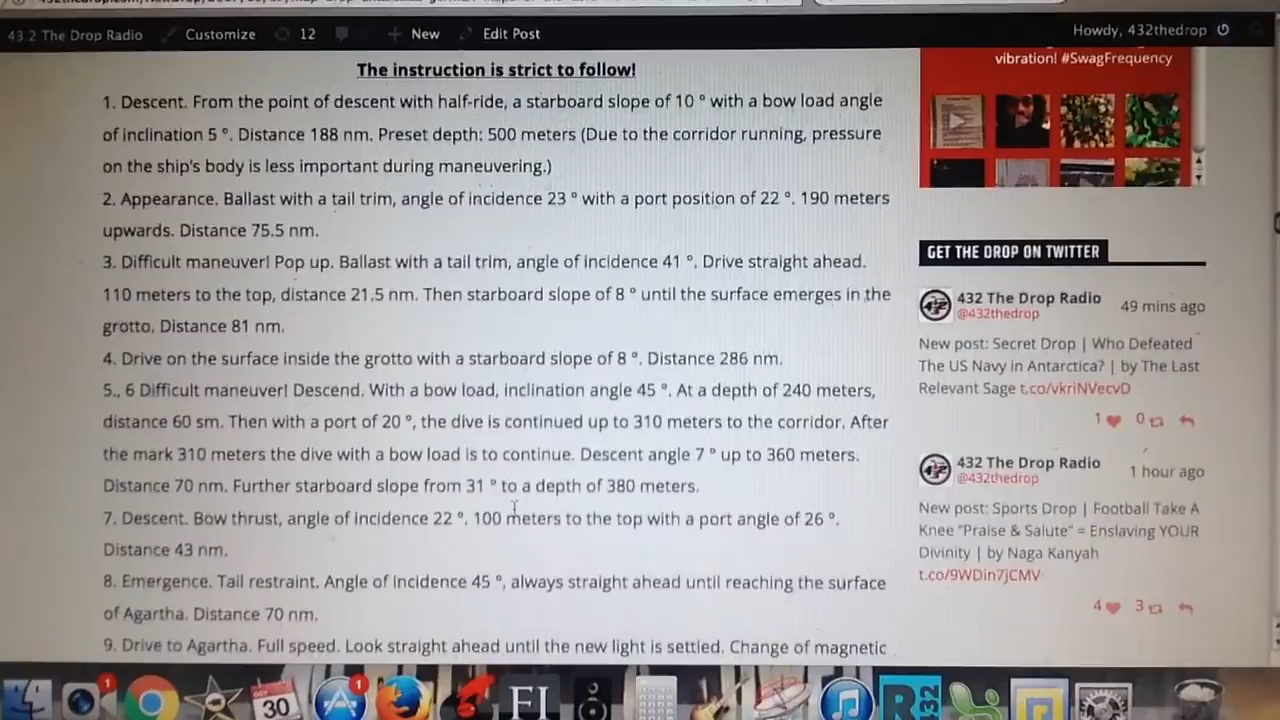 43.2 The Drop Radio
Customize
12
New
Edit Post
Howdy, 432thedrop
The instruction is strict to follow!
1. Descent. From the point of descent with half-ride, a starboard slope of 10 ° with a bow load angle
of inclination 5 °. Distance 188 nm. Preset depth: 500 meters (Due to the corridor running, pressure
on the ship's body is less important during maneuvering.)
2. Appearance. Ballast with a tail trim, angle of incidence 23 ° with a port position of 22 °. 190 meters
upwards. Distance 75.5 nm.
3. Difficult maneuver! Pop up. Ballast with a tail trim, angle of incidence 41 °. Drive straight ahead.
110 meters to the top, distance 21.5 nm. Then starboard slope of 8 ° until the surface emerges in the
grotto. Distance 81 nm.
4. Drive on the surface inside the grotto with a starboard slope of 8 °. Distance 286 nm.
5., 6 Difficult maneuver! Descend. With a bow load, inclination angle 45 °. At a depth of 240 meters,
distance 60 sm. Then with a port of 20 °, the dive is continued up to 310 meters to the corridor. After
the mark 310 meters the dive with a bow load is to continue. Descent angle 7 ° up to 360 meters.
Distance 70 nm. Further starboard slope from 31 ° to a depth of 380 meters.
7. Descent. Bow thrust, angle of incidence 22 °. 100 meters to the top with a port angle of 26 °.
Distance 43 nm.
8. Emergence. Tail restraint. Angle of incidence 45 °, always straight ahead until reaching the surface
of Agartha. Distance 70 nm.
9. Drive to Agartha. Full speed. Look straight ahead until the new light is settled. Change of magnetic
vibration! #SwagFrequency
GET THE DROP ON TWITTER
432 The Drop Radio
49 mins ago
@432thedrop
New post: Secret Drop | Who Defeated
The US Navy in Antarctica? | by The Last
Relevant Sage t.co/vkriNVecvD
1
0
432 The Drop Radio
1 hour ago
@432thedrop
New post: Sports Drop | Football Take A
Knee "Praise & Salute" = Enslaving YOUR
Divinity | by Naga Kanyah
t.co/9WDin7jCMV
4
3
1
OCT
30
1
FI
R
432